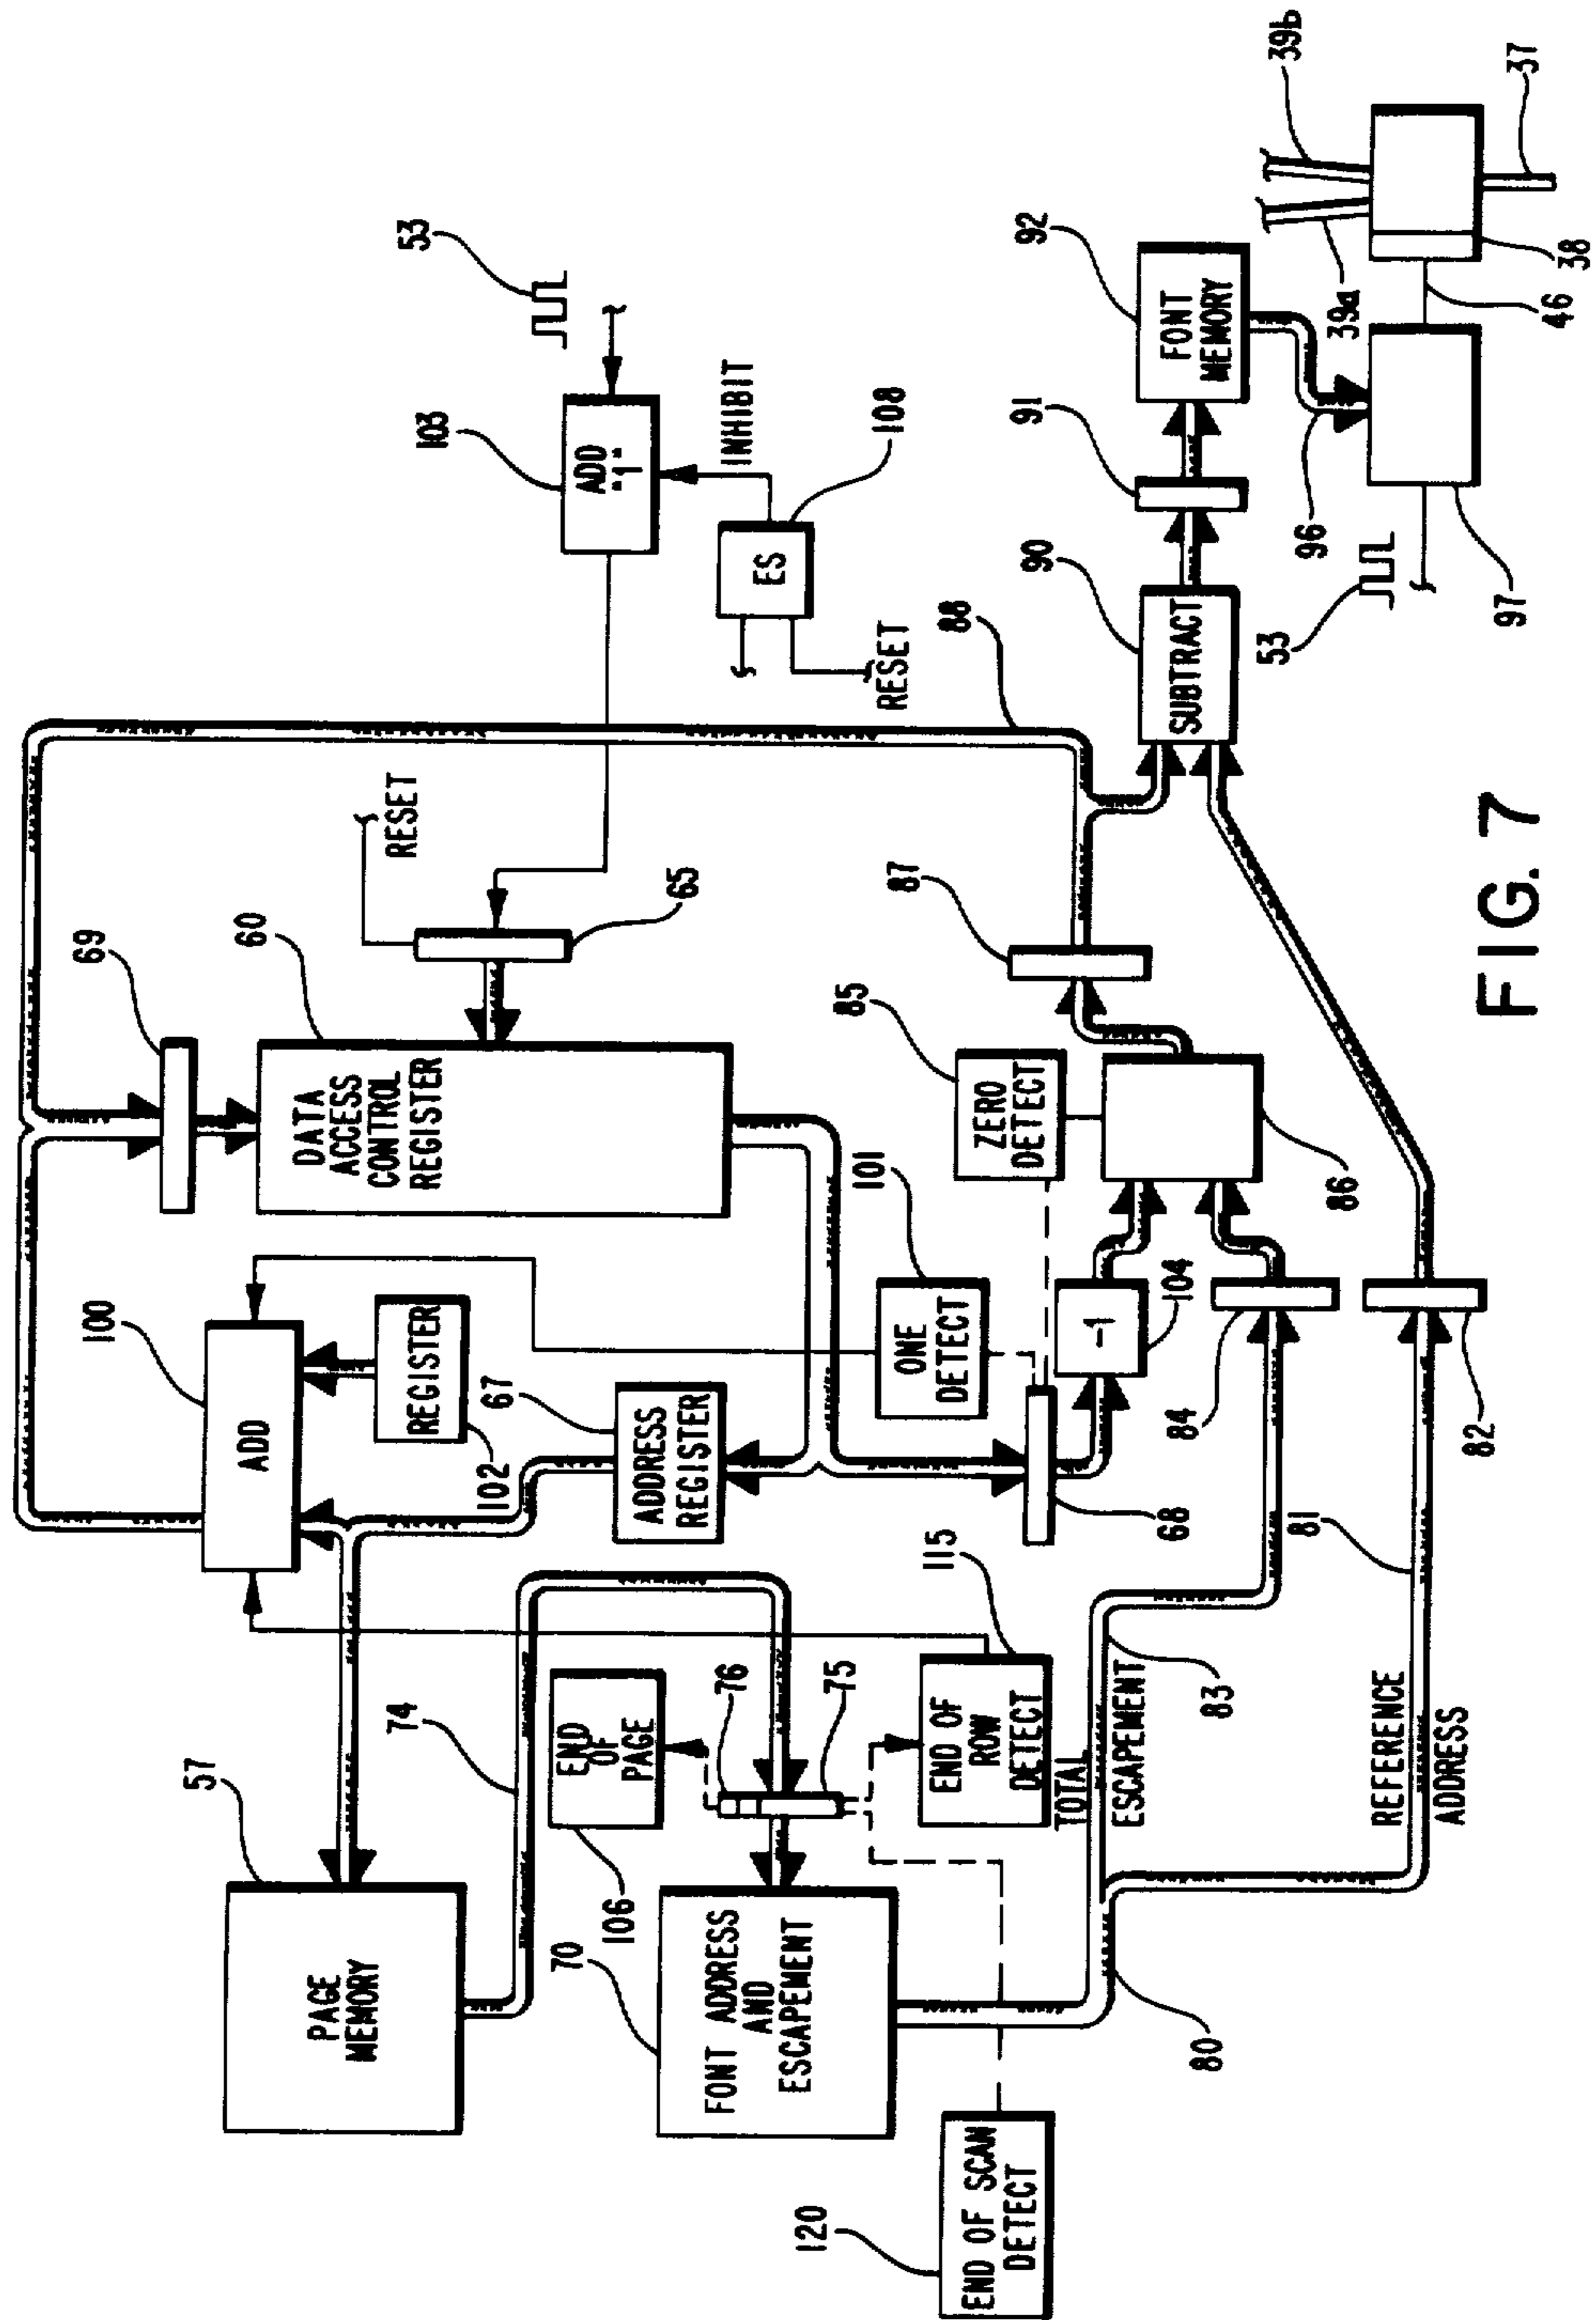 39b
37
53
92
FONT
MEMORY
39a
46
38
103
ADD
"1"
INHIBIT
108
ES
RESET
91
96
97
53
90
SUBTRACT
88
RESET
65
69
60
DATA
ACCESS
CONTROL
REGISTER
87
85
ZERO
DETECT
86
101
ONE
DETECT
-1
104
84
82
100
ADD
REGISTER
102
67
ADDRESS
REGISTER
68
81
57
PAGE
MEMORY
74
END
OF
PAGE
106
76
75
115
END OF
ROW
DETECT
TOTAL
ESCAPEMENT
83
REFERENCE
ADDRESS
70
FONT ADDRESS
AND
ESCAPEMENT
80
120
END OF SCAN
DETECT
FIG. 7